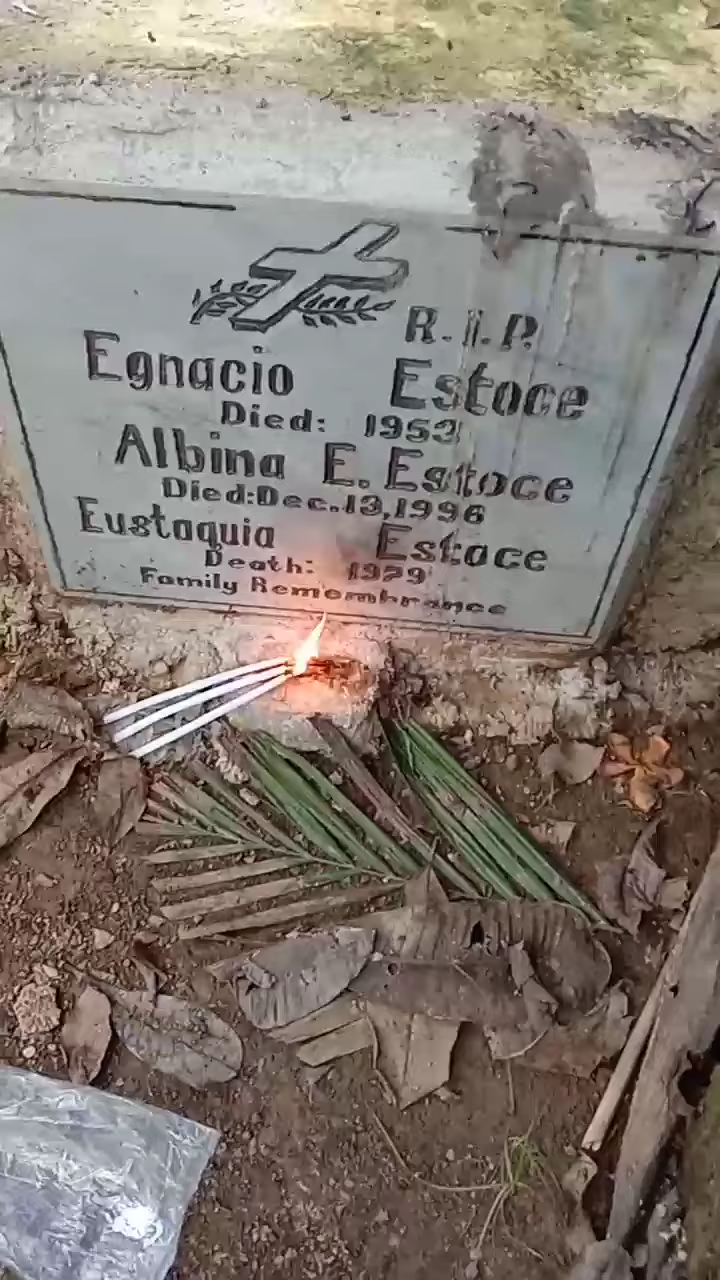 R.I.P.
Egnacio Estoce
Died: 1953
Albina E. Estoce
Died:Dec.13,1996
Eustaquia Estoce
Death: 1979
Family Remembrance